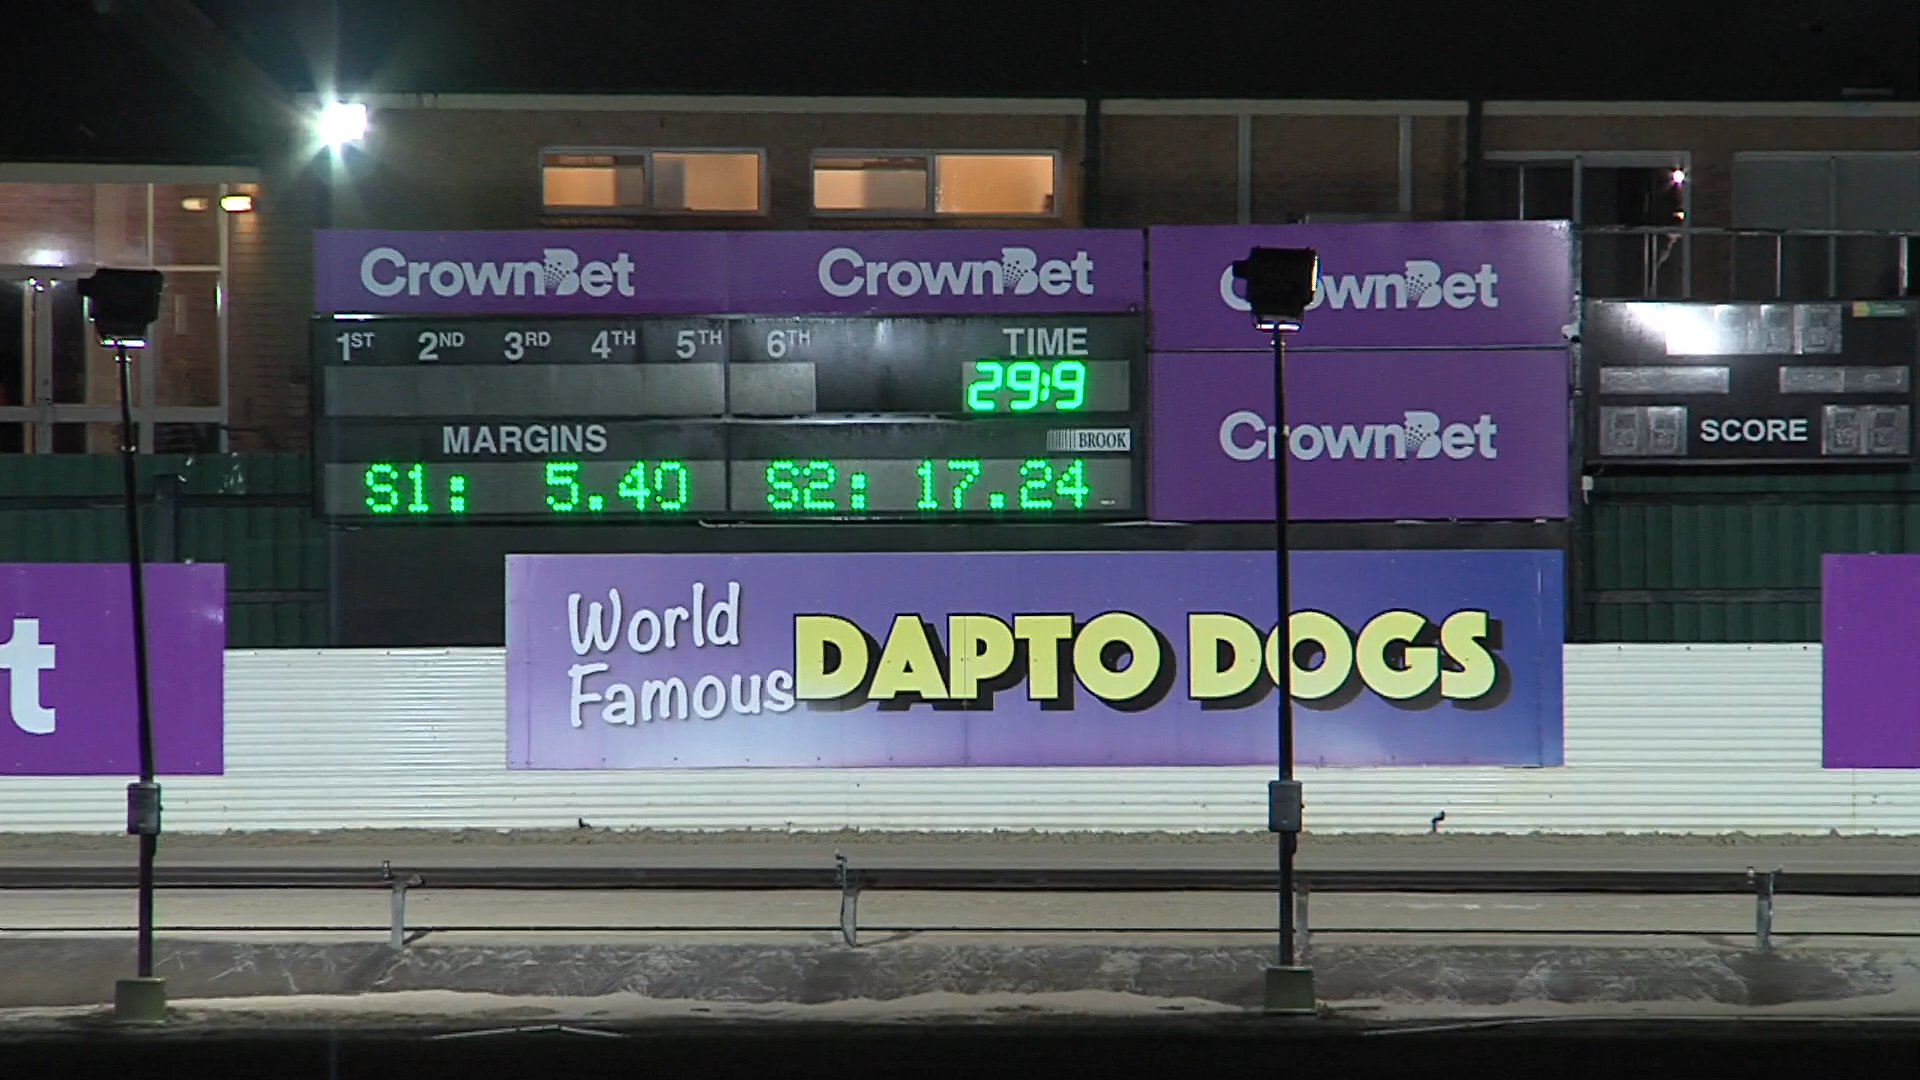 CrownBet CrownBet CrownBet
1ST 2ND 3RD 4TH 5TH 6TH TIME
29:9
CrownBet
MARGINS BROOK
SCORE
S1: 5.40 S2: 17.24
World
Famous
DAPTO DOGS
t